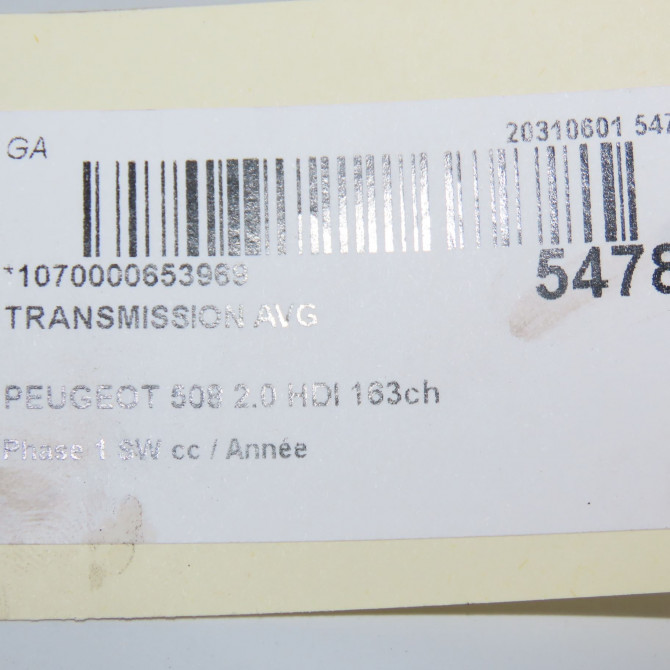 GA
20310601 547
*1070000653969
5478
TRANSMISSION AVG
PEUGEOT 508 2.0 HDI 163ch
Phase 1 SW cc / Année